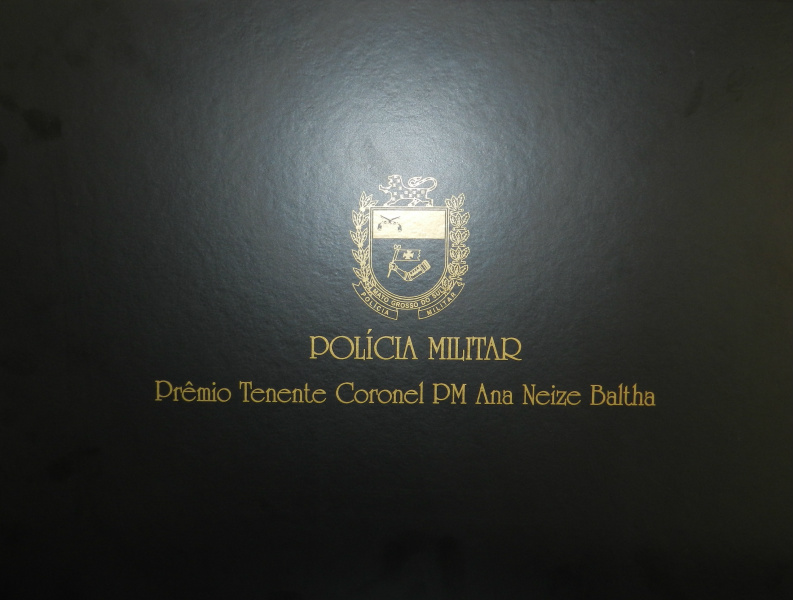 MATO GROSSO DO SUL
POLÍCIA MILITAR
POLÍCIA MILITAR
Prêmio Tenente Coronel PM Ana Neize Baltha